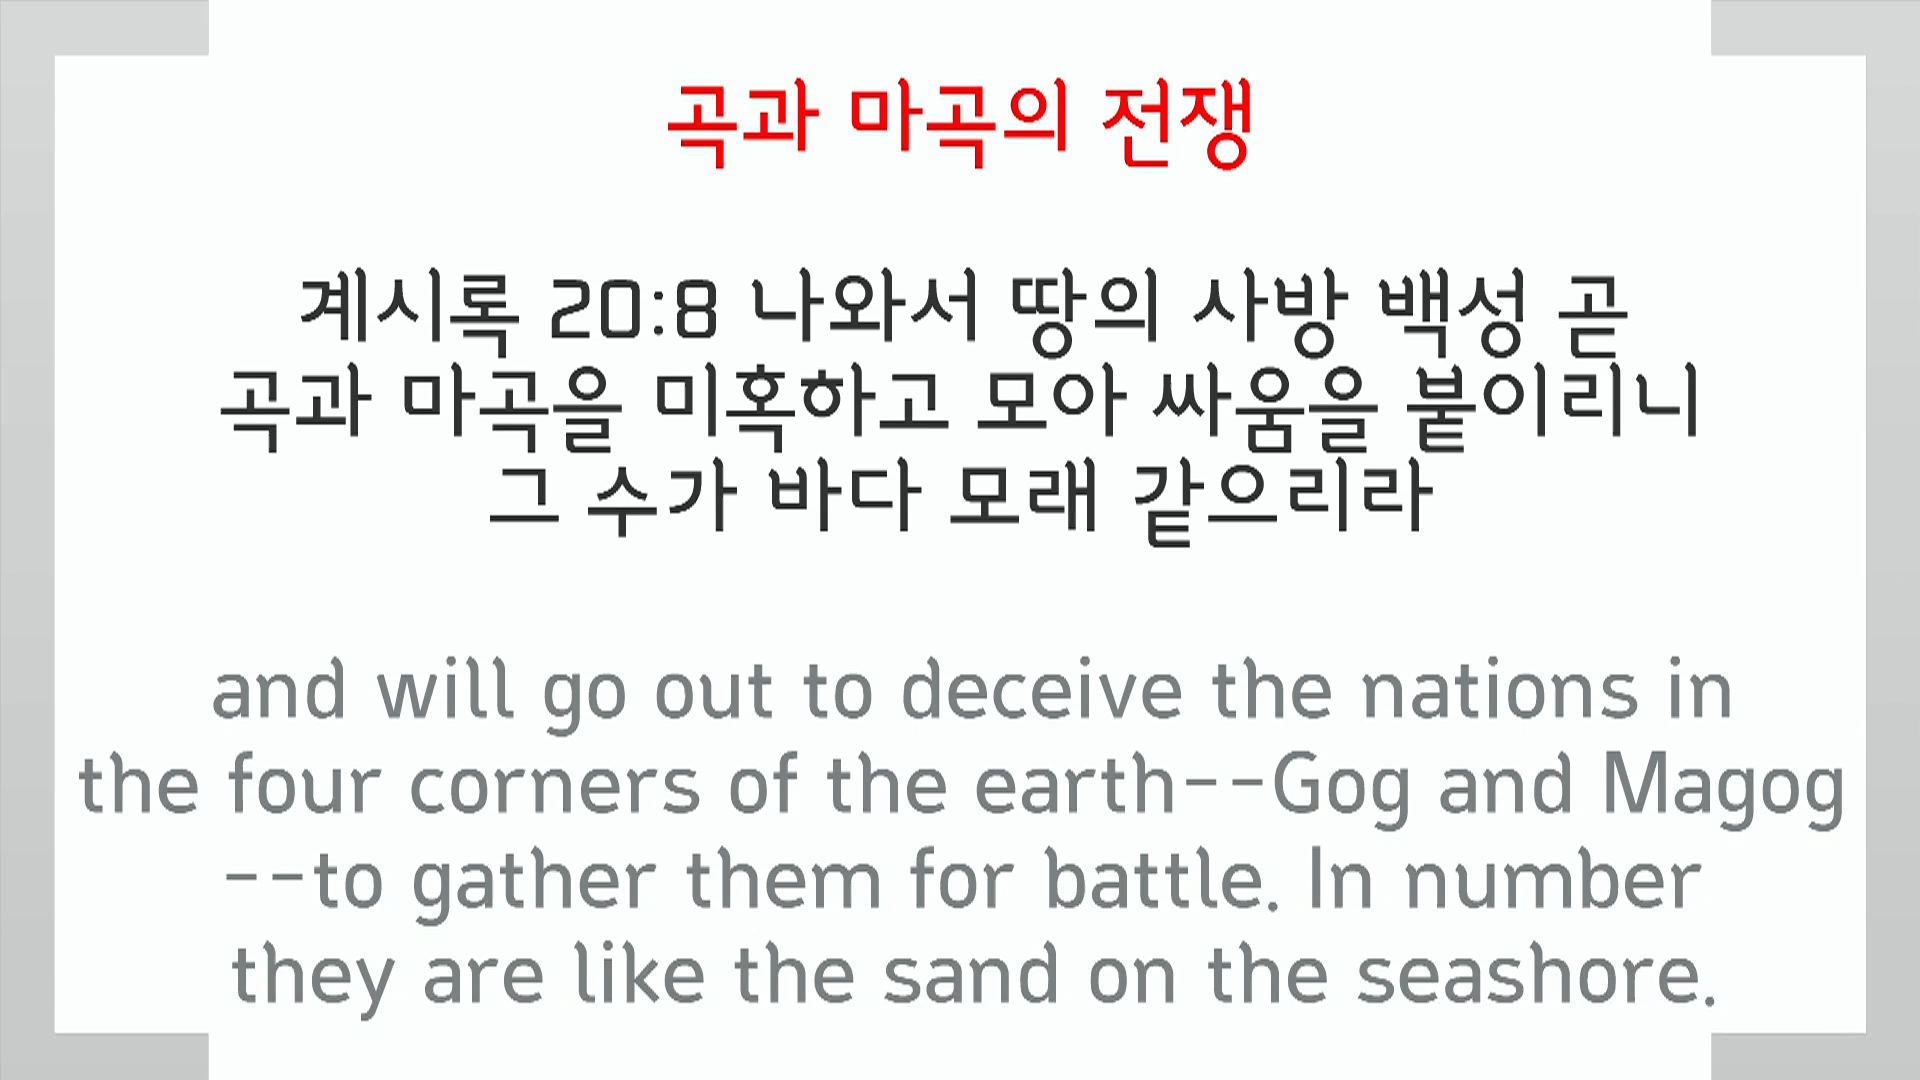 곡과 마곡의 전쟁
계시록 20:8 나와서 땅의 사방 백성 곧
곡과 마곡을 미혹하고 모아 싸움을 붙이리니
그 수가 바다 모래 같으리라
and will go out to deceive the nations in
the four corners of the earth--Gog and Magog
--to gather them for battle. In number
they are like the sand on the seashore.